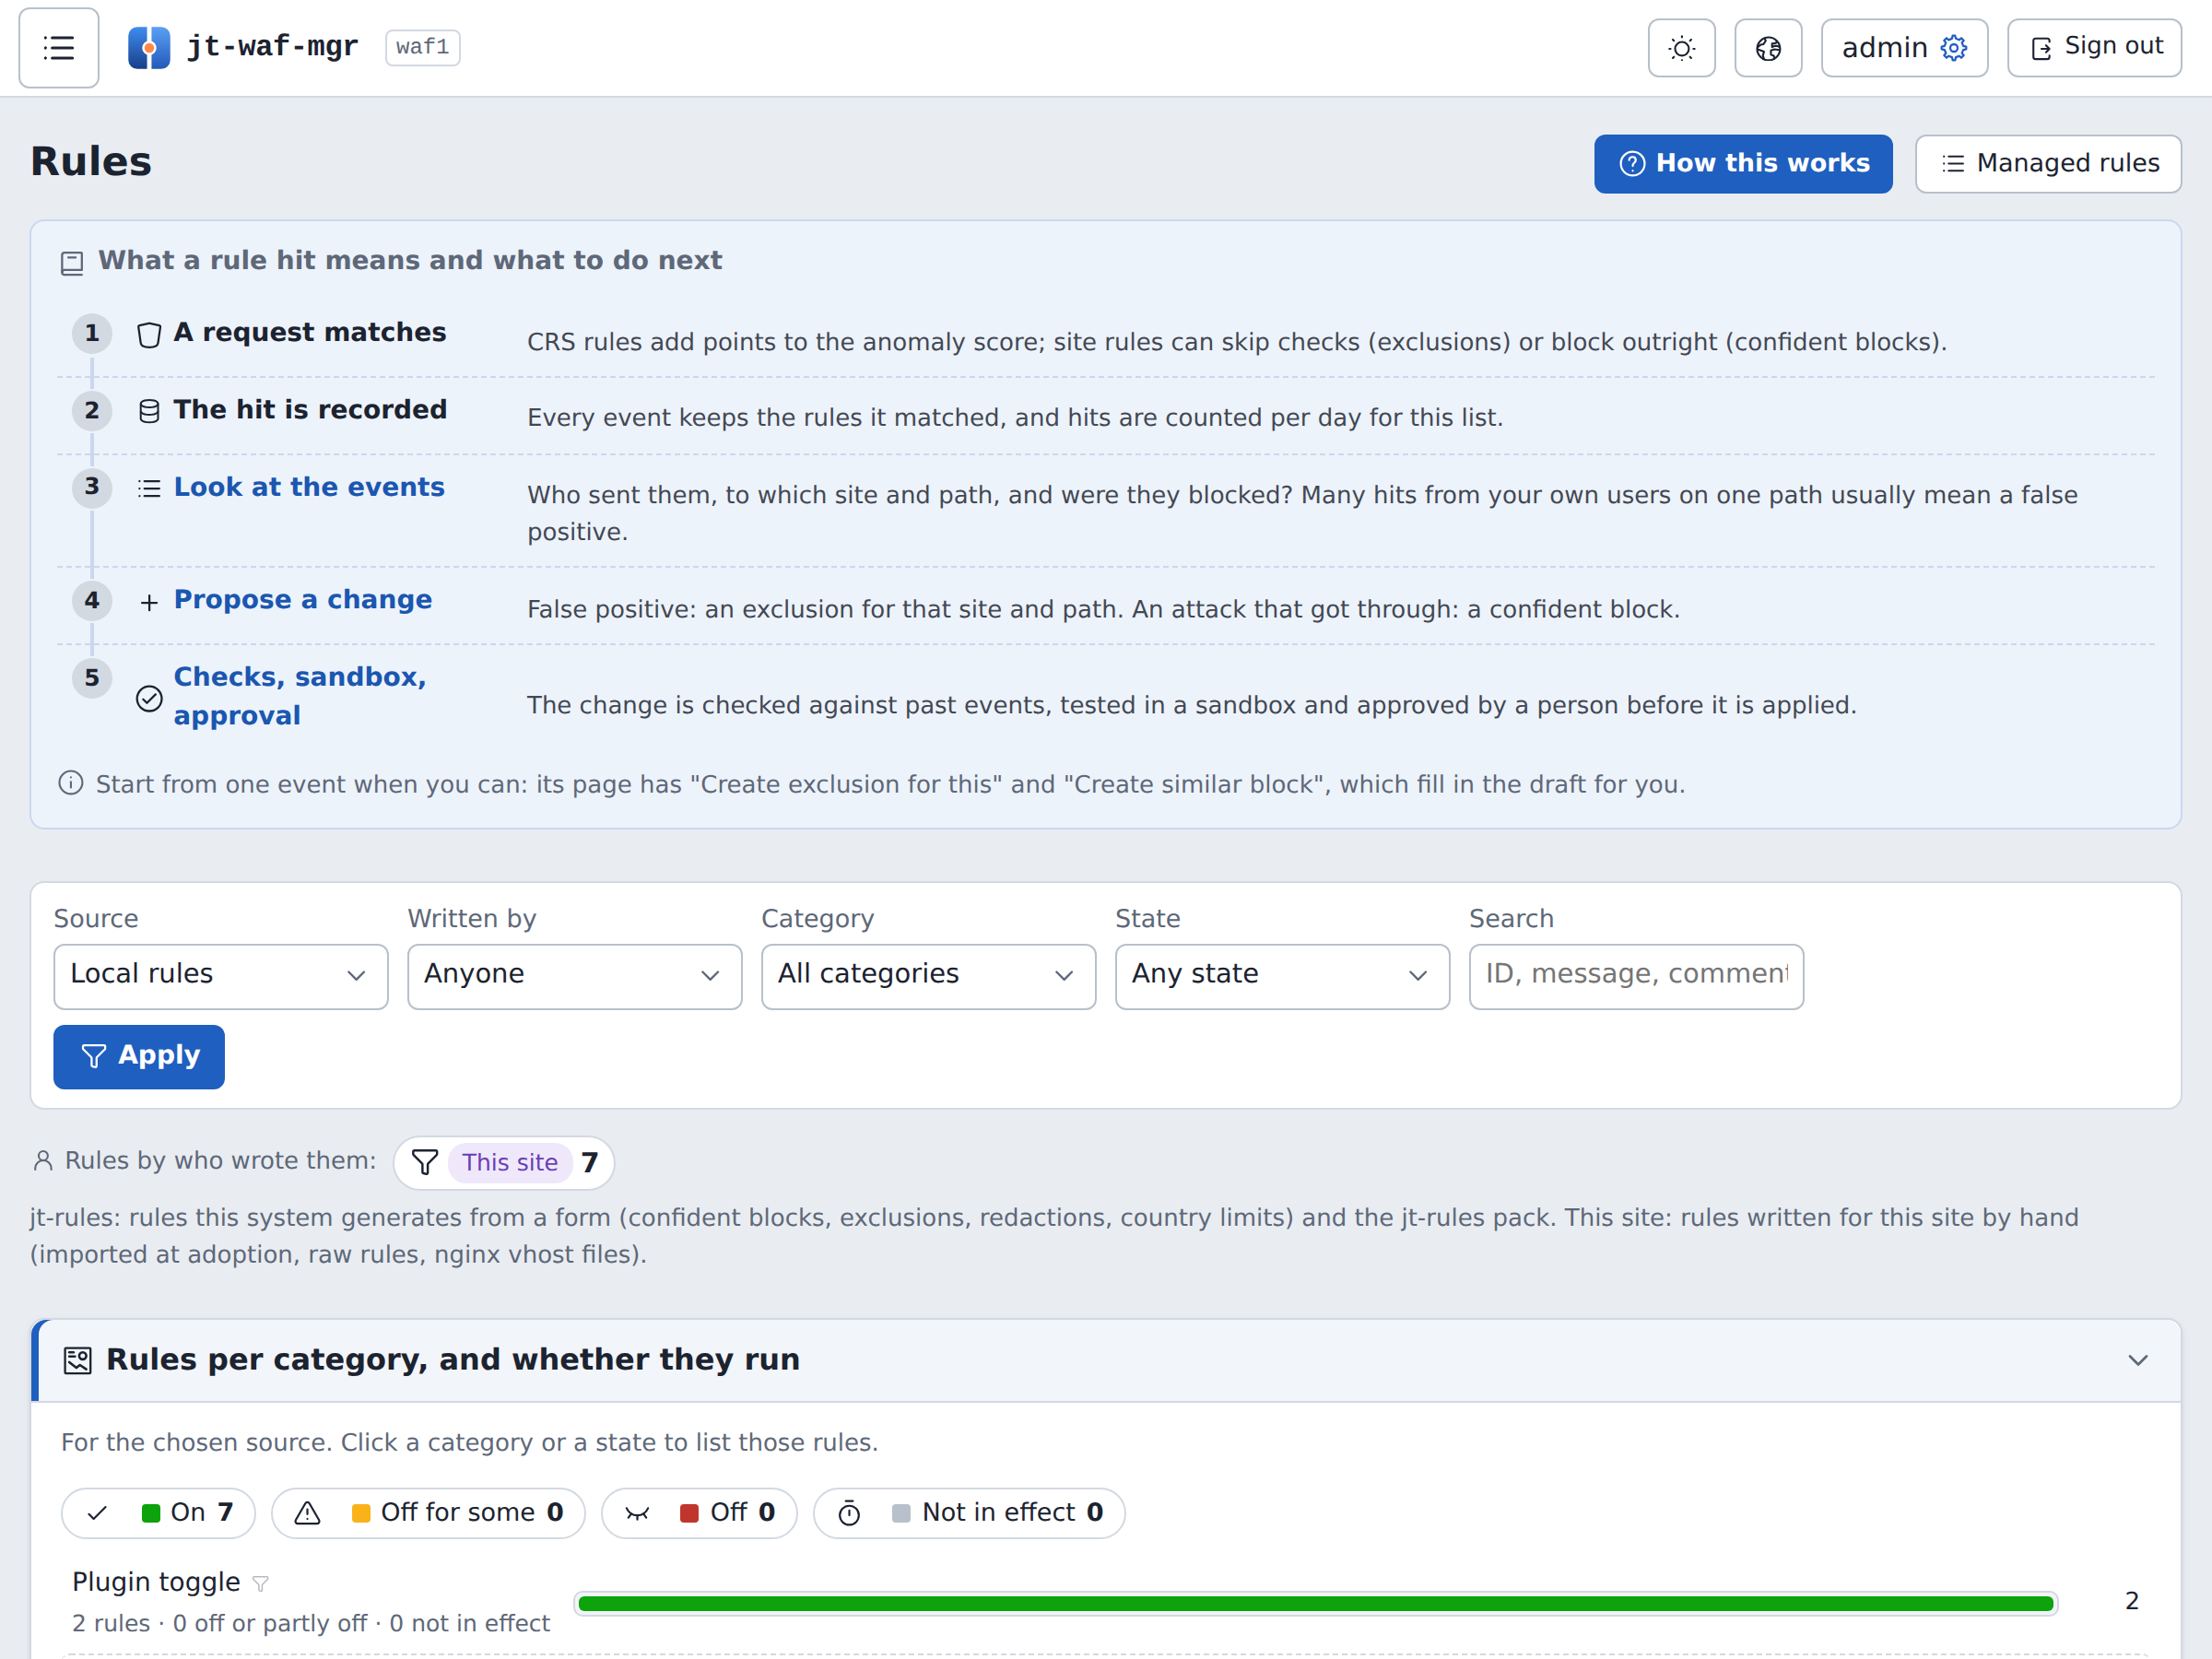 jt-waf-mgr
waf1
admin
Sign out
Rules
How this works
Managed rules
What a rule hit means and what to do next
1
A request matches
CRS rules add points to the anomaly score; site rules can skip checks (exclusions) or block outright (confident blocks).
2
The hit is recorded
Every event keeps the rules it matched, and hits are counted per day for this list.
3
Look at the events
Who sent them, to which site and path, and were they blocked? Many hits from your own users on one path usually mean a false
positive.
4
Propose a change
False positive: an exclusion for that site and path. An attack that got through: a confident block.
5
Checks, sandbox,
approval
The change is checked against past events, tested in a sandbox and approved by a person before it is applied.
Start from one event when you can: its page has "Create exclusion for this" and "Create similar block", which fill in the draft for you.
Source
Written by
Category
State
Search
Local rules
Anyone
All categories
Any state
ID, message, comment
Apply
Rules by who wrote them:
This site 7
jt-rules: rules this system generates from a form (confident blocks, exclusions, redactions, country limits) and the jt-rules pack. This site: rules written for this site by hand
(imported at adoption, raw rules, nginx vhost files).
Rules per category, and whether they run
For the chosen source. Click a category or a state to list those rules.
On 7
Off for some 0
Off 0
Not in effect 0
Plugin toggle
2 rules · 0 off or partly off · 0 not in effect
2